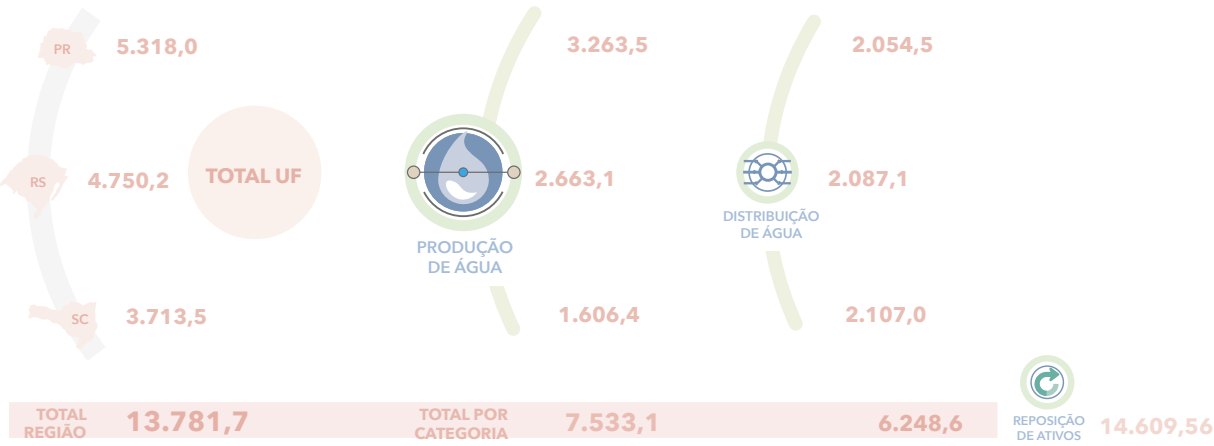 PR 5.318,0 3.263,5 2.054,5
RS 4.750,2 TOTAL UF 2.663,1 2.087,1
PRODUÇÃO
DE ÁGUA
DISTRIBUIÇÃO
DE ÁGUA
SC 3.713,5 1.606,4 2.107,0
TOTAL
REGIÃO
13.781,7
TOTAL POR
CATEGORIA
7.533,1
6.248,6
REPOSIÇÃO
DE ATIVOS
14.609,56